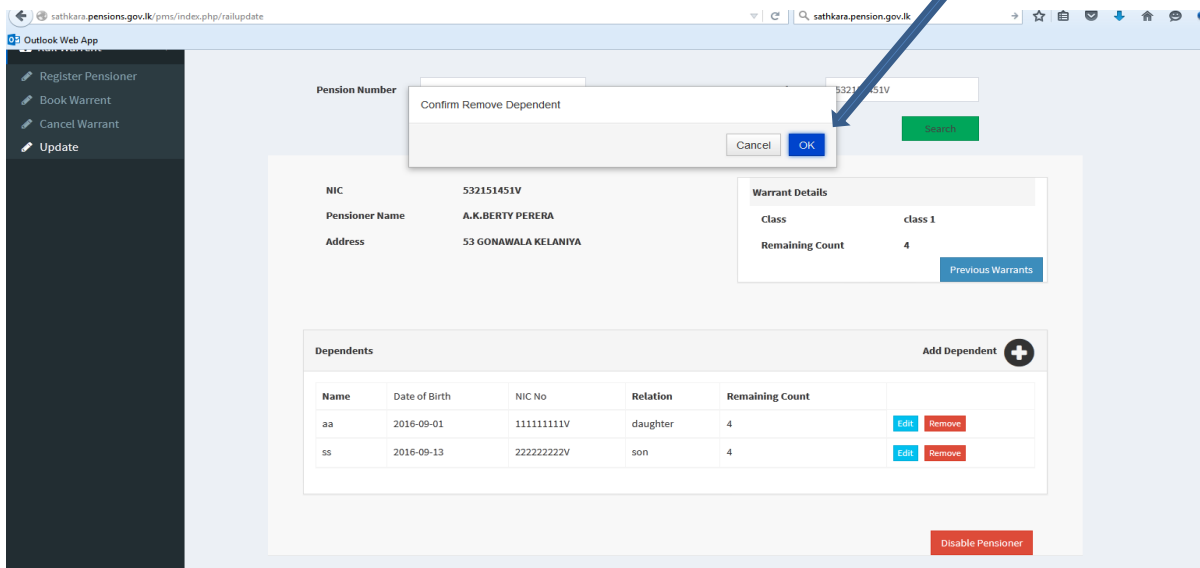 sathkara.pensions.gov.lk/pms/index.php/railupdate
sathkara.pension.gov.lk
Outlook Web App
Register Pensioner
Book Warrent
Cancel Warrant
Update
Pension Number
Confirm Remove Dependent
Cancel OK
Search
NIC 532151451V
Pensioner Name A.K.BERTY PERERA
Address 53 GONAWALA KELANIYA
Warrant Details
Class class 1
Remaining Count 4
Previous Warrants
Dependents
Add Dependent
Name Date of Birth NIC No Relation Remaining Count
aa 2016-09-01 111111111V daughter 4 Edit Remove
ss 2016-09-13 222222222V son 4 Edit Remove
Disable Pensioner